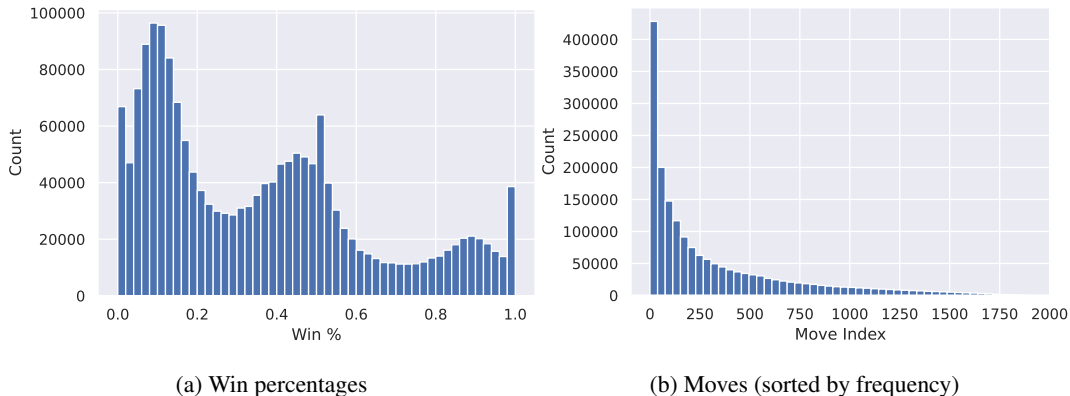 100000
80000
60000
40000
20000
0
Count
0.0 0.2 0.4 0.6 0.8 1.0
Win %
(a) Win percentages
400000
350000
300000
250000
200000
150000
100000
50000
0
Count
0 250 500 750 1000 1250 1500 1750 2000
Move Index
(b) Moves (sorted by frequency)